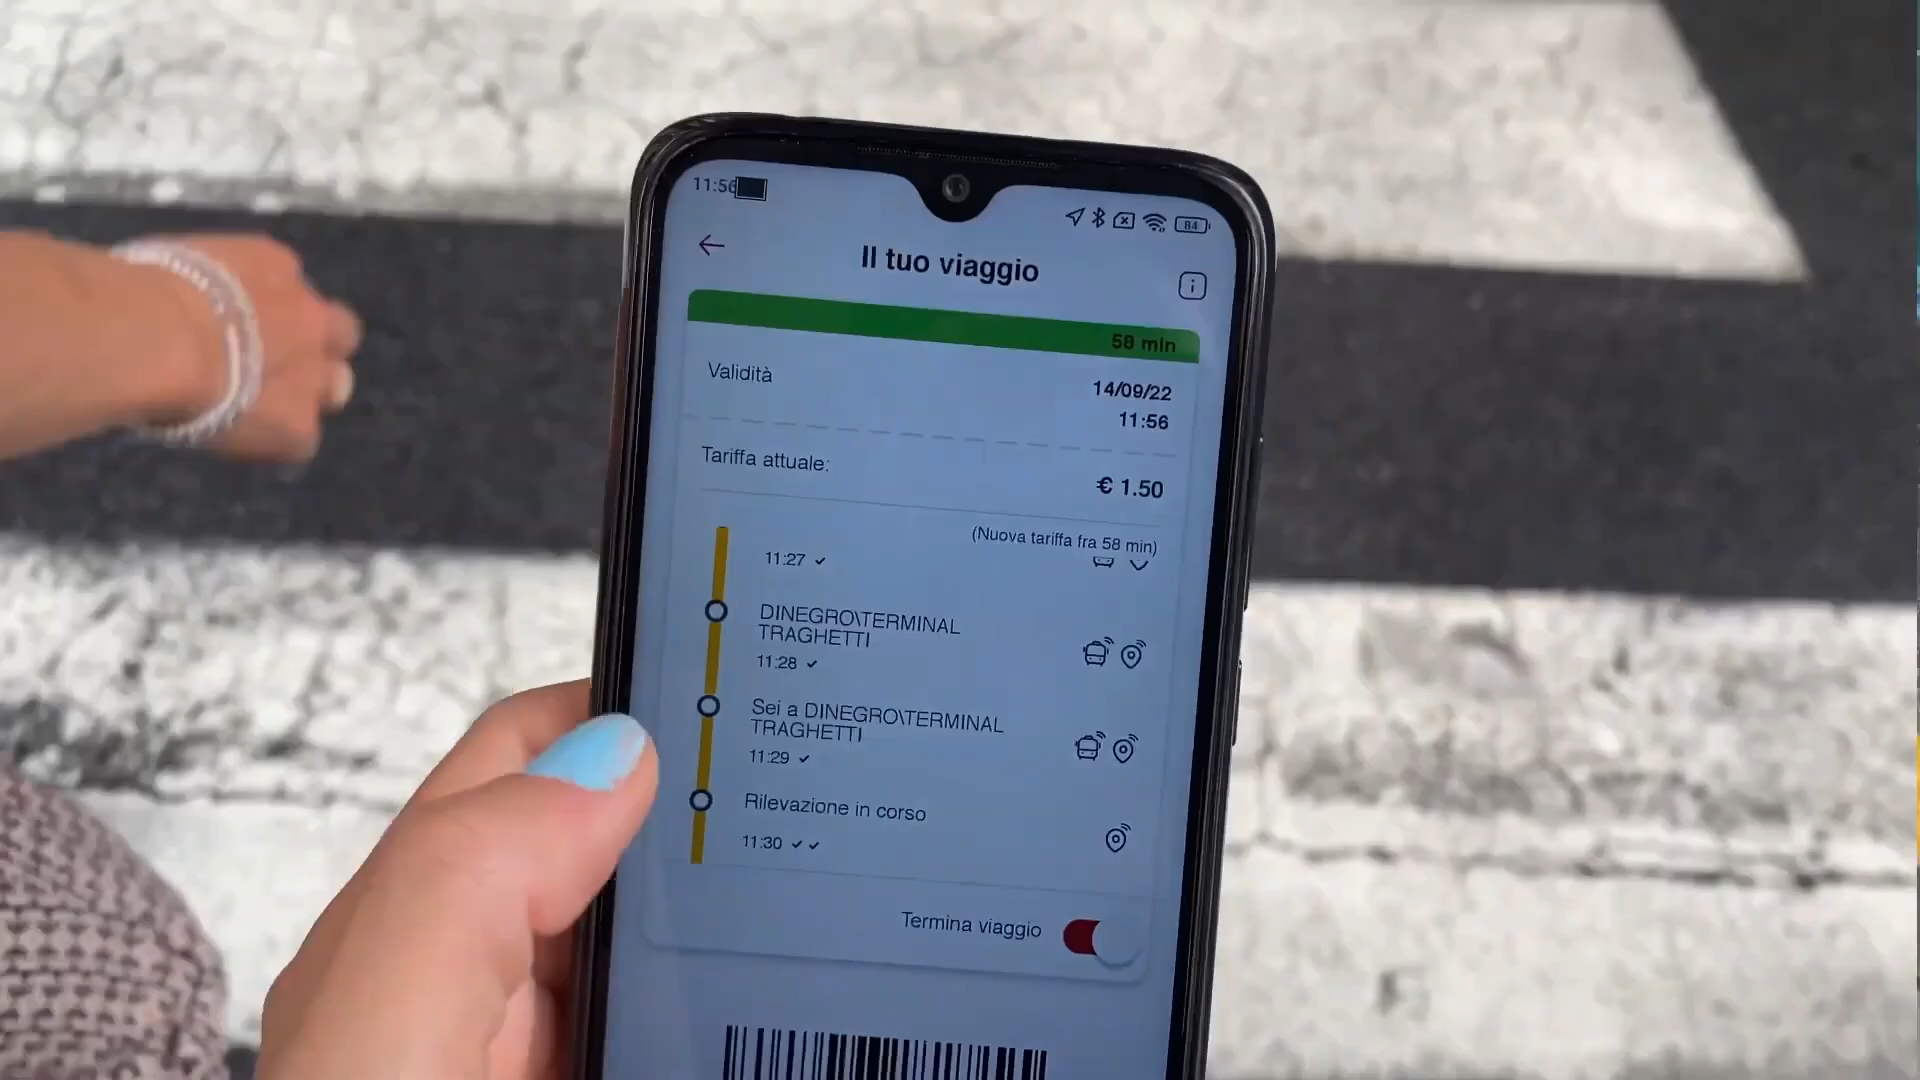 11:56
84
Il tuo viaggio
58 min
Validità
14/09/22
11:56
Tariffa attuale:
€ 1.50
(Nuova tariffa fra 58 min)
11:27
DINEGRO\TERMINAL
TRAGHETTI
11:28
Sei a DINEGRO\TERMINAL
TRAGHETTI
11:29
Rilevazione in corso
11:30
Termina viaggio